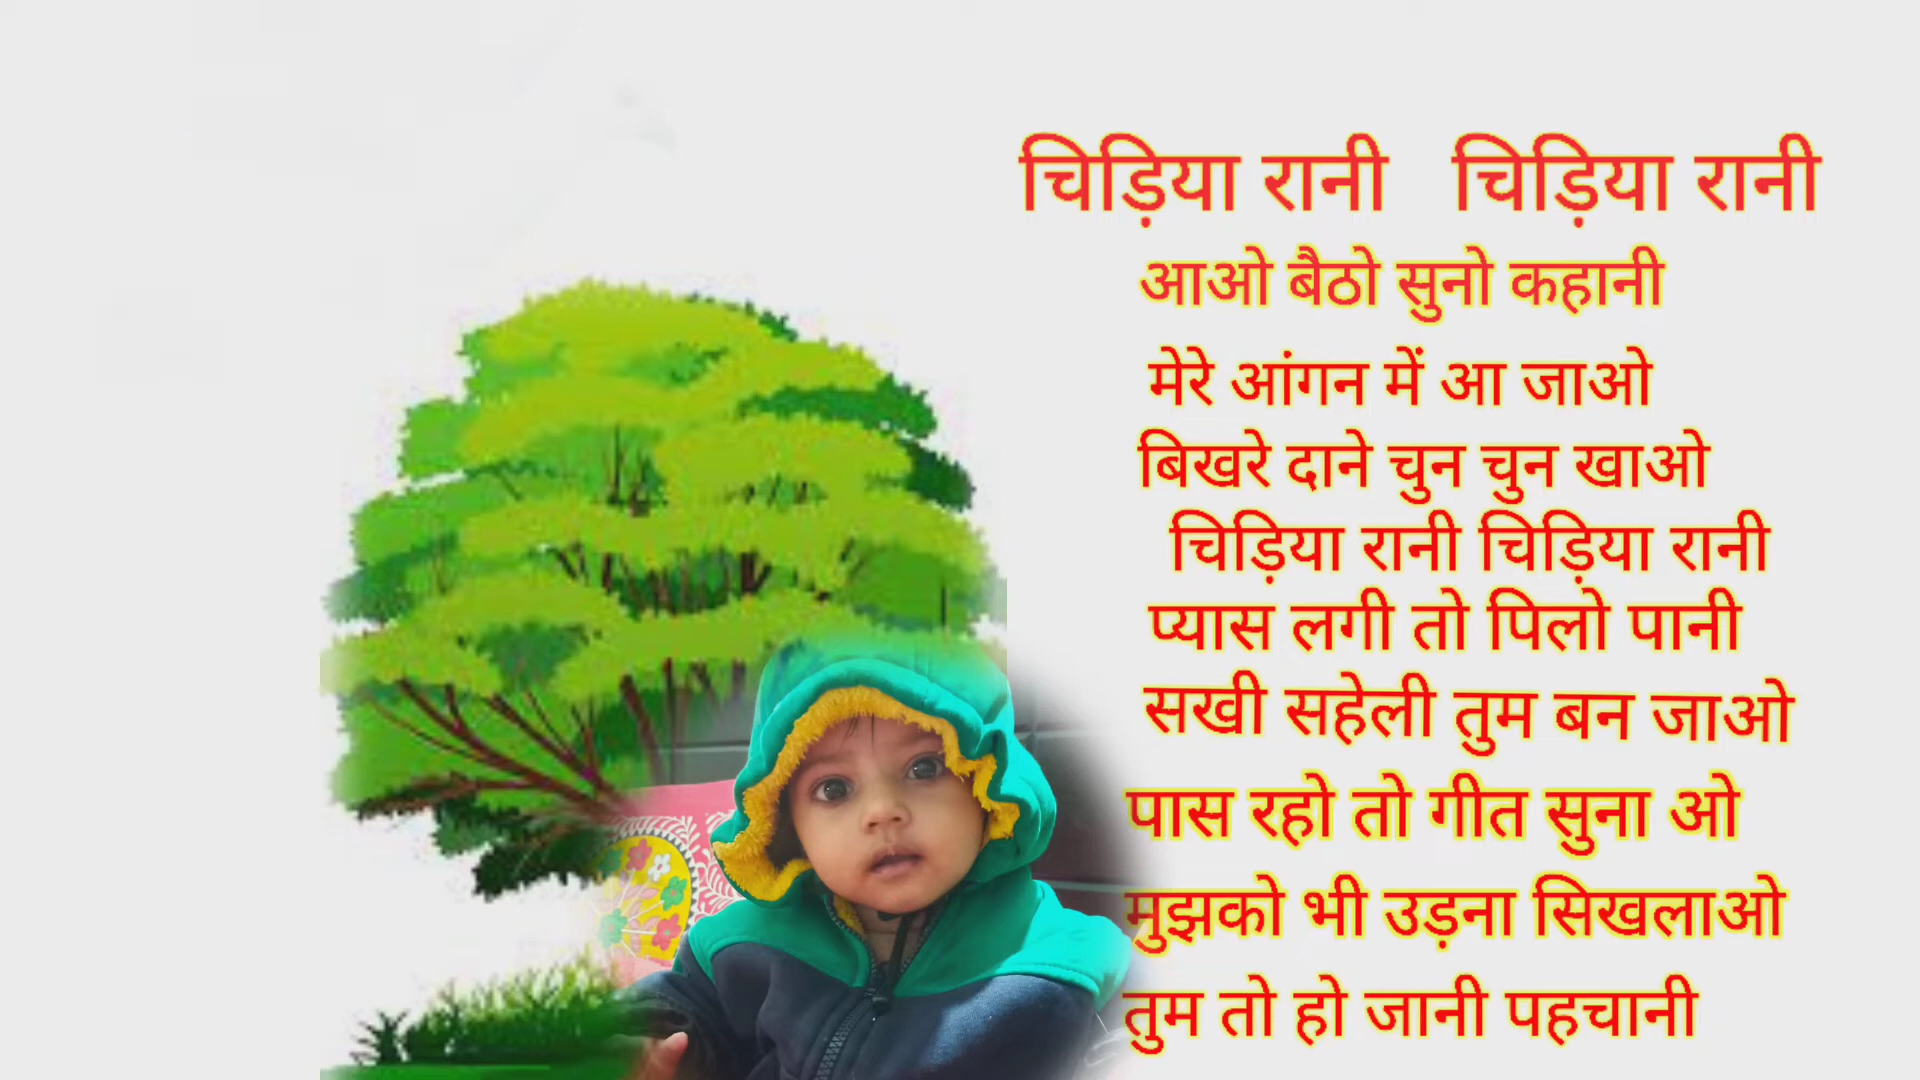 चिड़िया रानी चिड़िया रानी
आओ बैठो सुनो कहानी
मेरे आंगन में आ जाओ
बिखरे दाने चुन चुन खाओ
चिड़िया रानी चिड़िया रानी
प्यास लगी तो पिलो पानी
सखी सहेली तुम बन जाओ
पास रहो तो गीत सुना ओ
मुझको भी उड़ना सिखलाओ
तुम तो हो जानी पहचानी